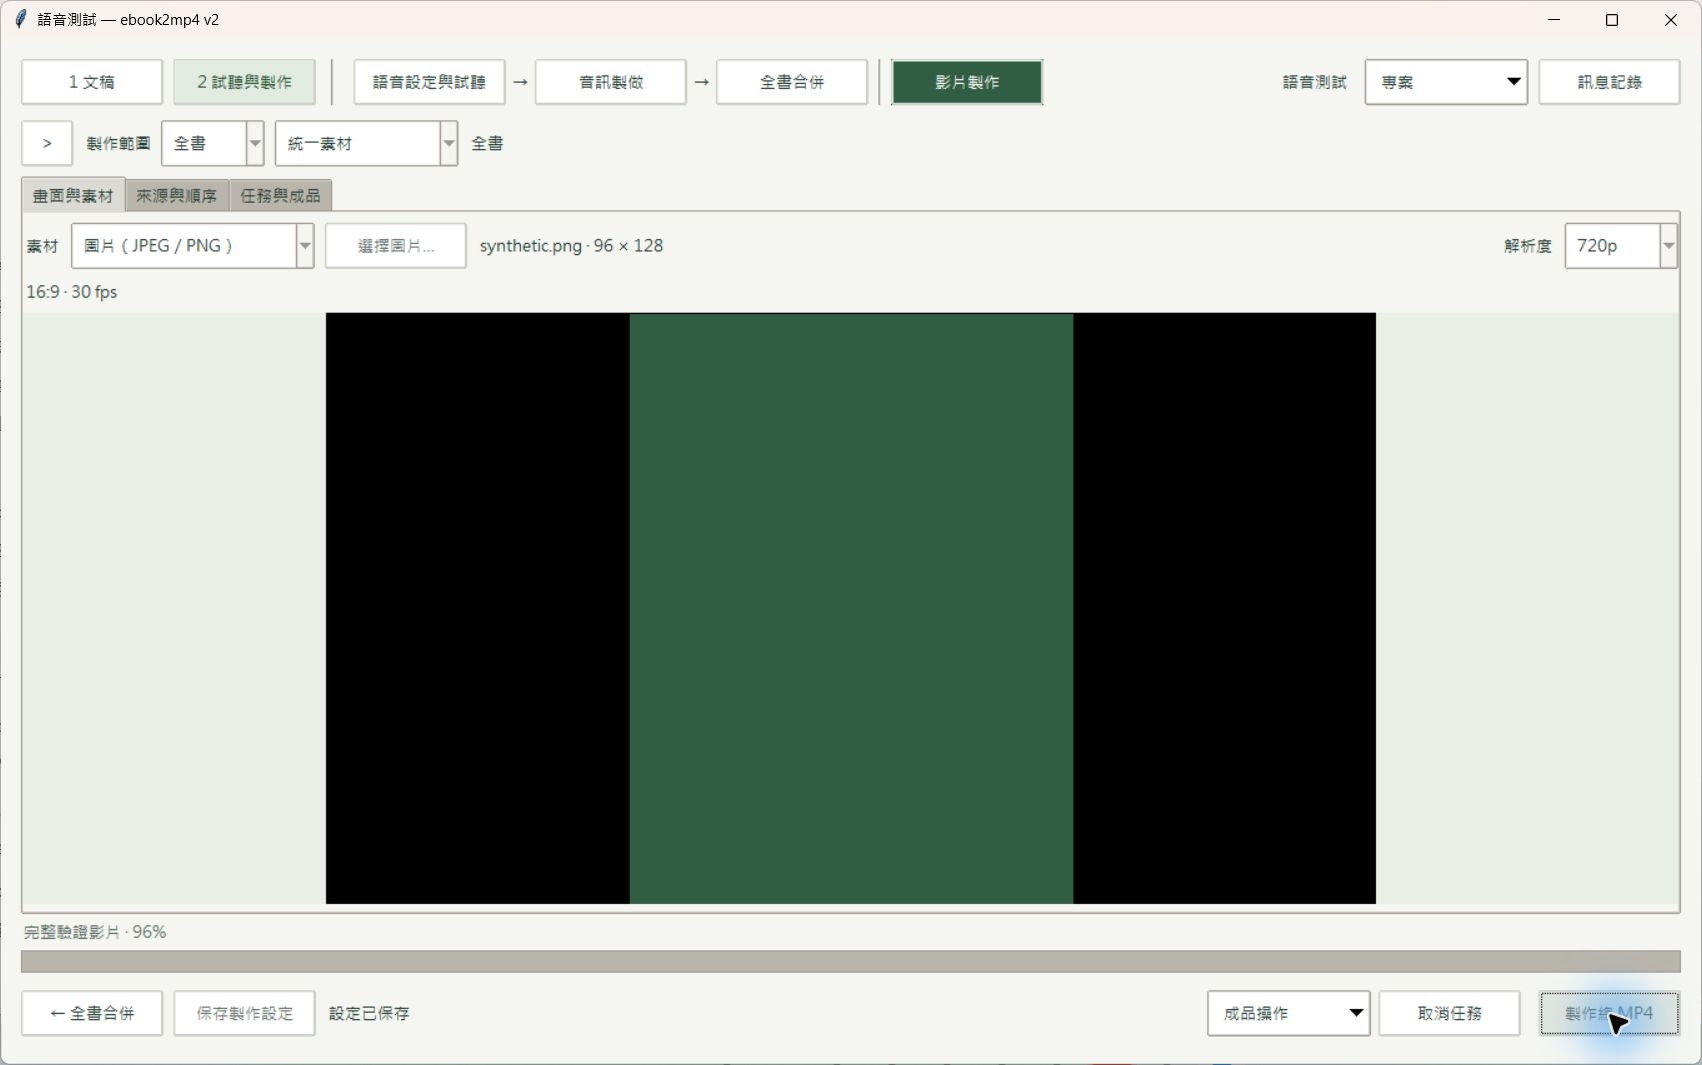 語音測試 — ebook2mp4 v2
1 文稿 2 試聽與製作 語音設定與試聽 → 音訊製做 → 全書合併 影片製作 語音測試 專案 訊息記錄
> 製作範圍 全書 統一素材 全書
畫面與素材 來源與順序 任務與成品
素材 圖片 ( JPEG / PNG ) 選擇圖片... synthetic.png · 96 × 128 解析度 720p
16:9 · 30 fps
完整驗證影片 · 96%
← 全書合併 保存製作設定 設定已保存 成品操作 取消任務 製作 MP4